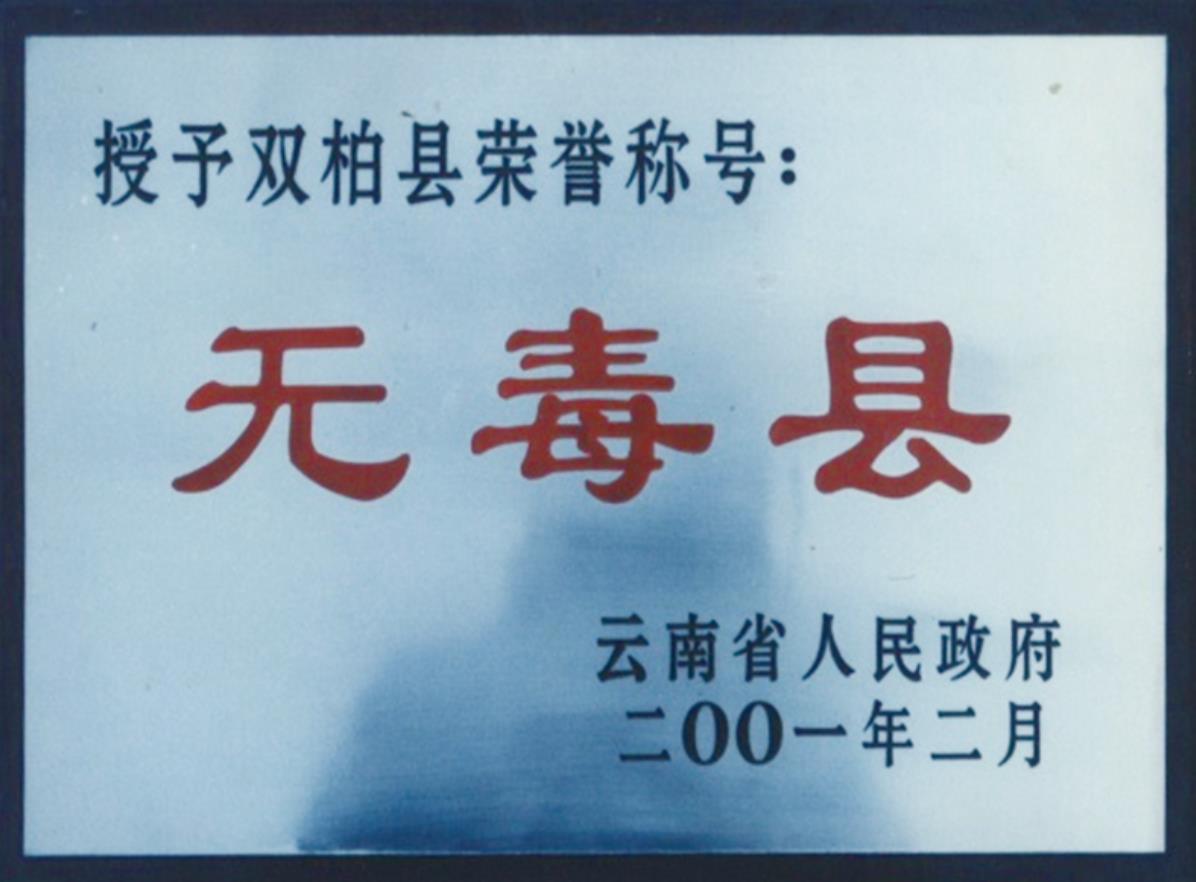 授予双柏县荣誉称号：
无毒县
云南省人民政府
二00一年二月